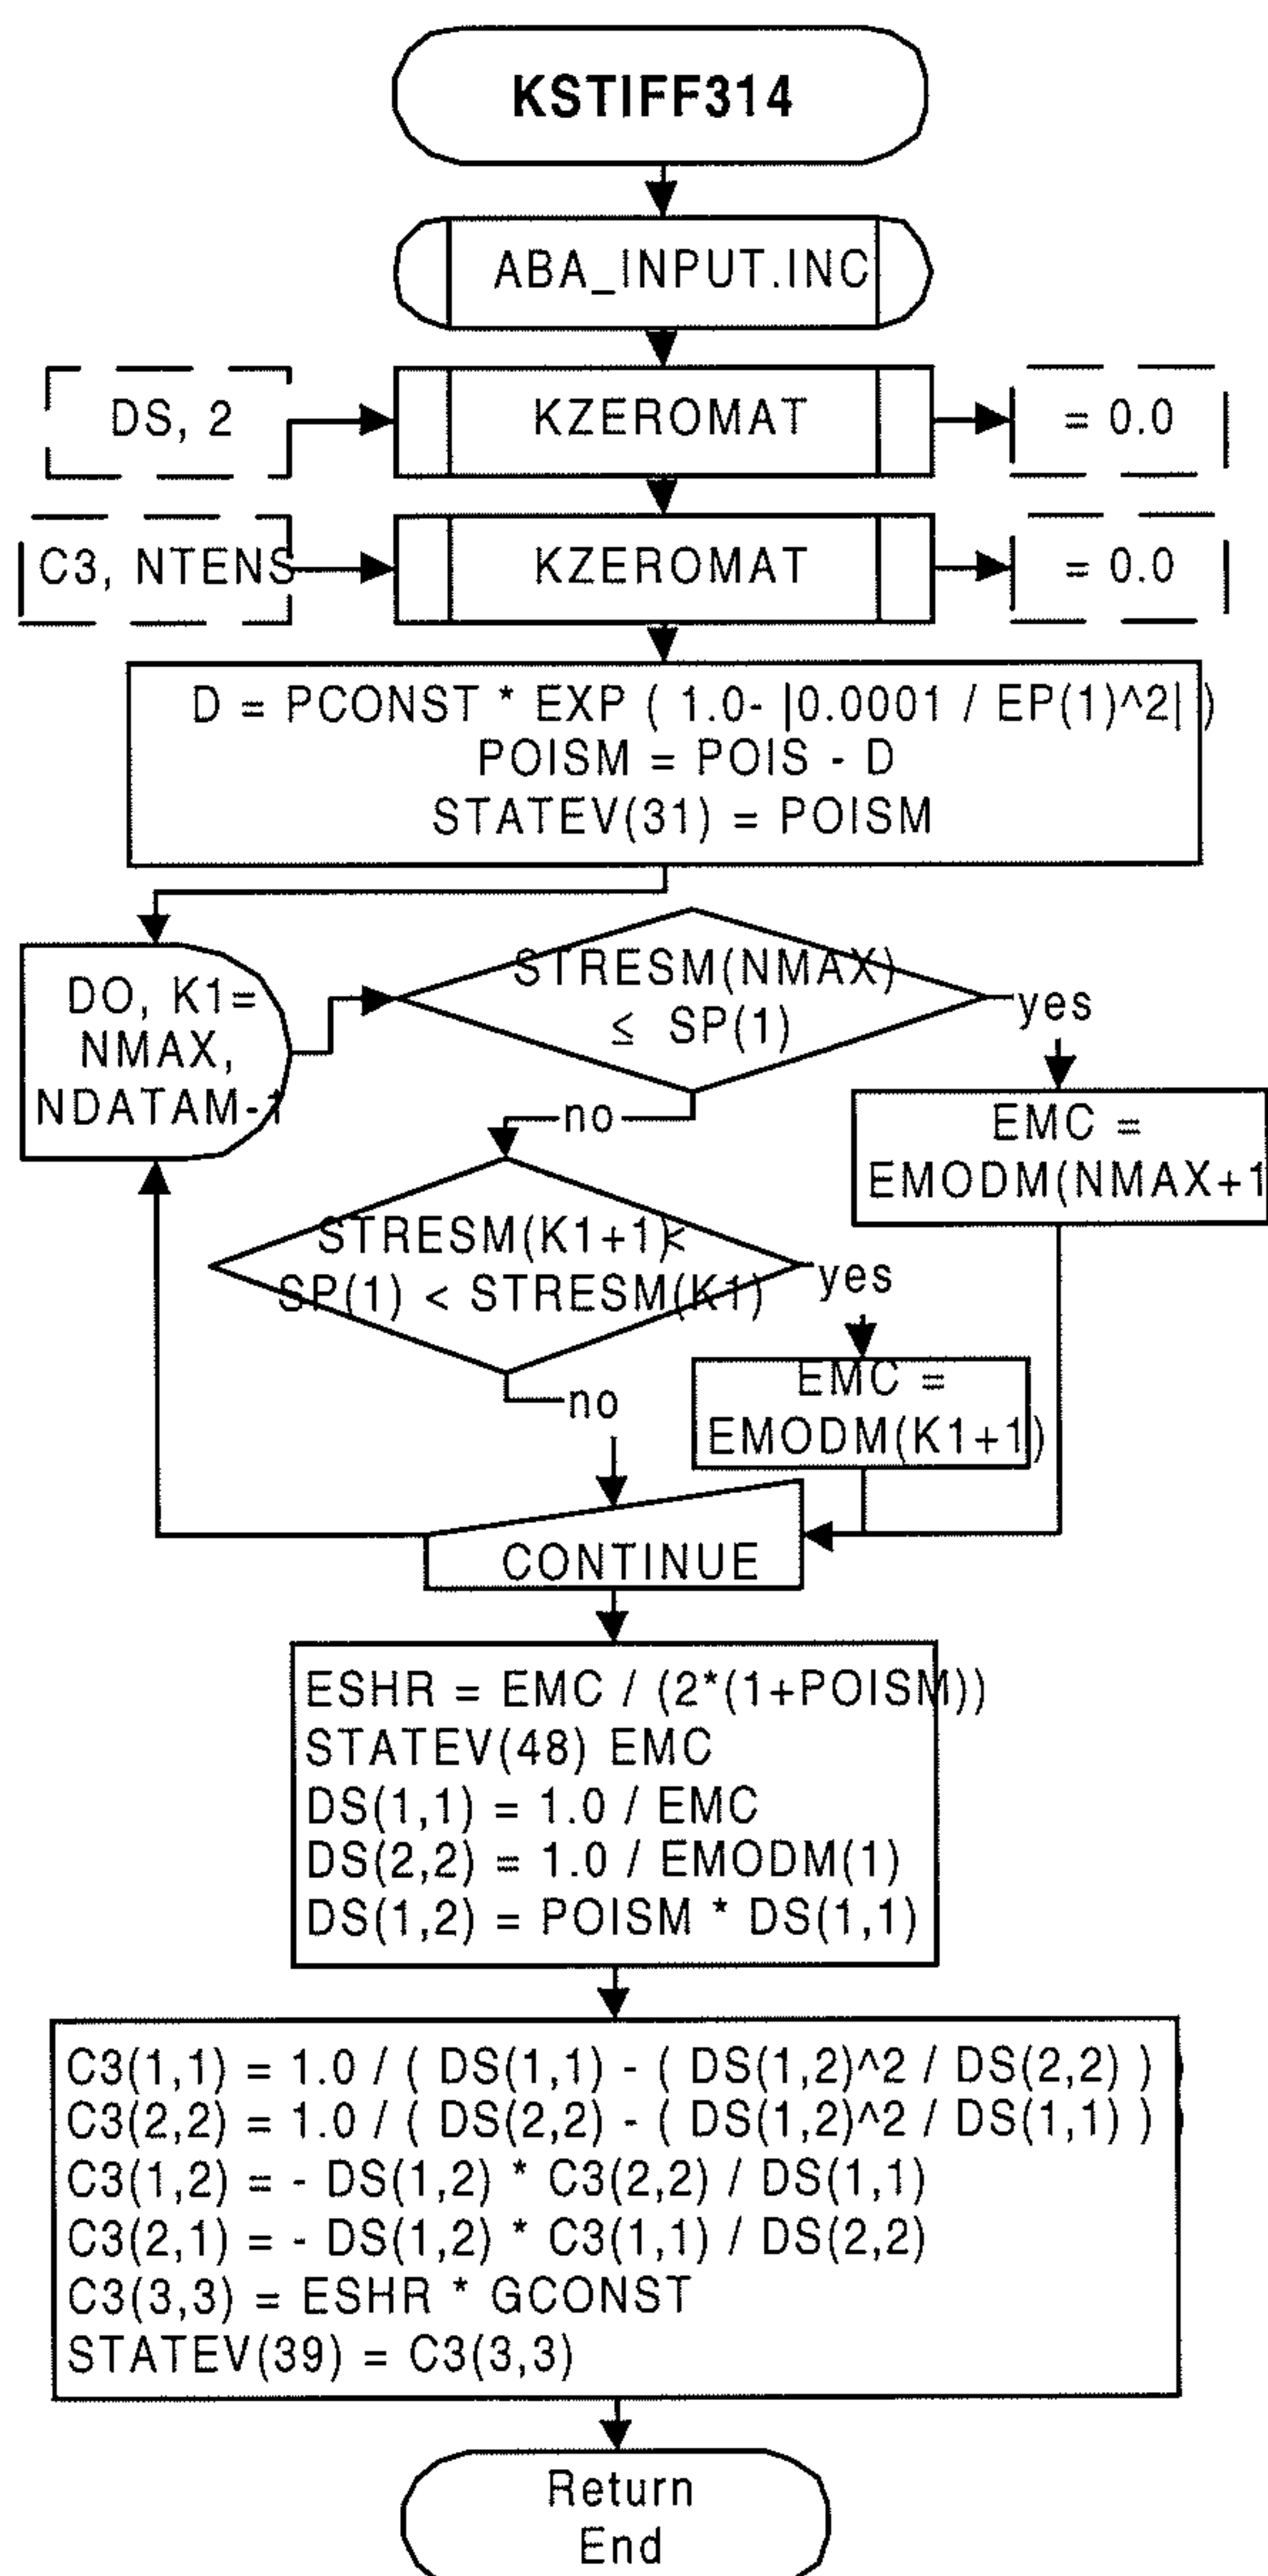 KSTIFF314
ABA_INPUT.INC
DS, 2
KZEROMAT
= 0.0
C3, NTENS
KZEROMAT
= 0.0
D = PCONST * EXP ( 1.0- |0.0001 / EP(1)^2| )
POISM = POIS - D
STATEV(31) = POISM
DO, K1=
NMAX,
NDATAM-1
STRESM(NMAX)
≤ SP(1)
yes
no
EMC =
EMODM(NMAX+1
STRESM(K1+1)<
SP(1) < STRESM(K1)
yes
no
EMC =
EMODM(K1+1)
CONTINUE
ESHR = EMC / (2*(1+POISM))
STATEV(48) EMC
DS(1,1) = 1.0 / EMC
DS(2,2) = 1.0 / EMODM(1)
DS(1,2) = POISM * DS(1,1)
C3(1,1) = 1.0 / ( DS(1,1) - ( DS(1,2)^2 / DS(2,2) ) )
C3(2,2) = 1.0 / ( DS(2,2) - ( DS(1,2)^2 / DS(1,1) ) )
C3(1,2) = - DS(1,2) * C3(2,2) / DS(1,1)
C3(2,1) = - DS(1,2) * C3(1,1) / DS(2,2)
C3(3,3) = ESHR * GCONST
STATEV(39) = C3(3,3)
Return
End